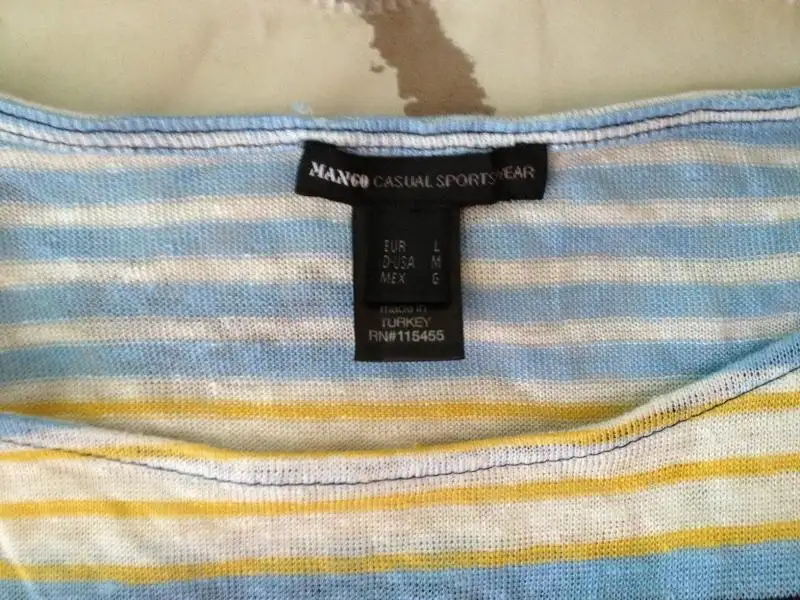 MANGO CASUAL SPORTSWEAR
EUR L
D-USA M
MEX G
made in
TURKEY
RN#115455